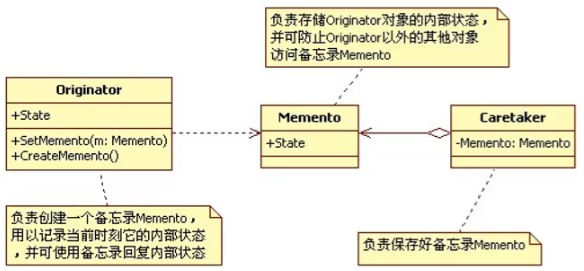 负责存储Originator对象的内部状态，
并可防止Originator以外的其他对象
访问备忘录Memento
Originator
+State
+SetMemento(m: Memento)
+CreateMemento()
Memento
+State
Caretaker
-Memento: Memento
负责创建一个备忘录Memento，
用以记录当前时刻它的内部状态
，并可使用备忘录回复内部状态
负责保存好备忘录Memento